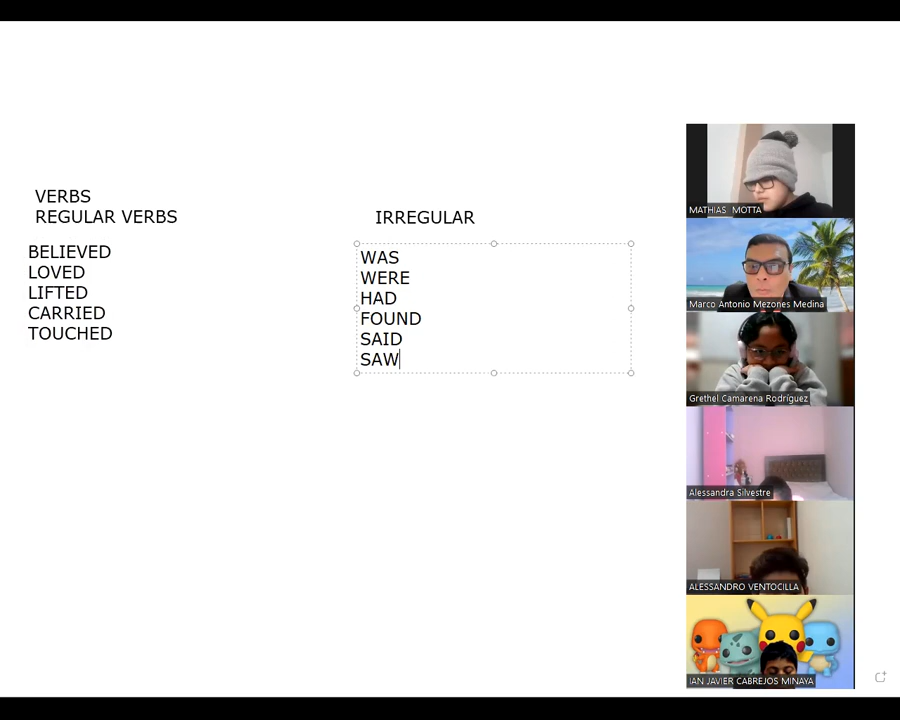 VERBS
REGULAR VERBS
BELIEVED
LOVED
LIFTED
CARRIED
TOUCHED
IRREGULAR
WAS
WERE
HAD
FOUND
SAID
SAW
MATHIAS MOTTA
Marco Antonio Mezones Medina
Grethel Camarena Rodríguez
Alessandra Silvestre
ALESSANDRO VENTOCILLA
IAN JAVIER CABREJOS MINAYA